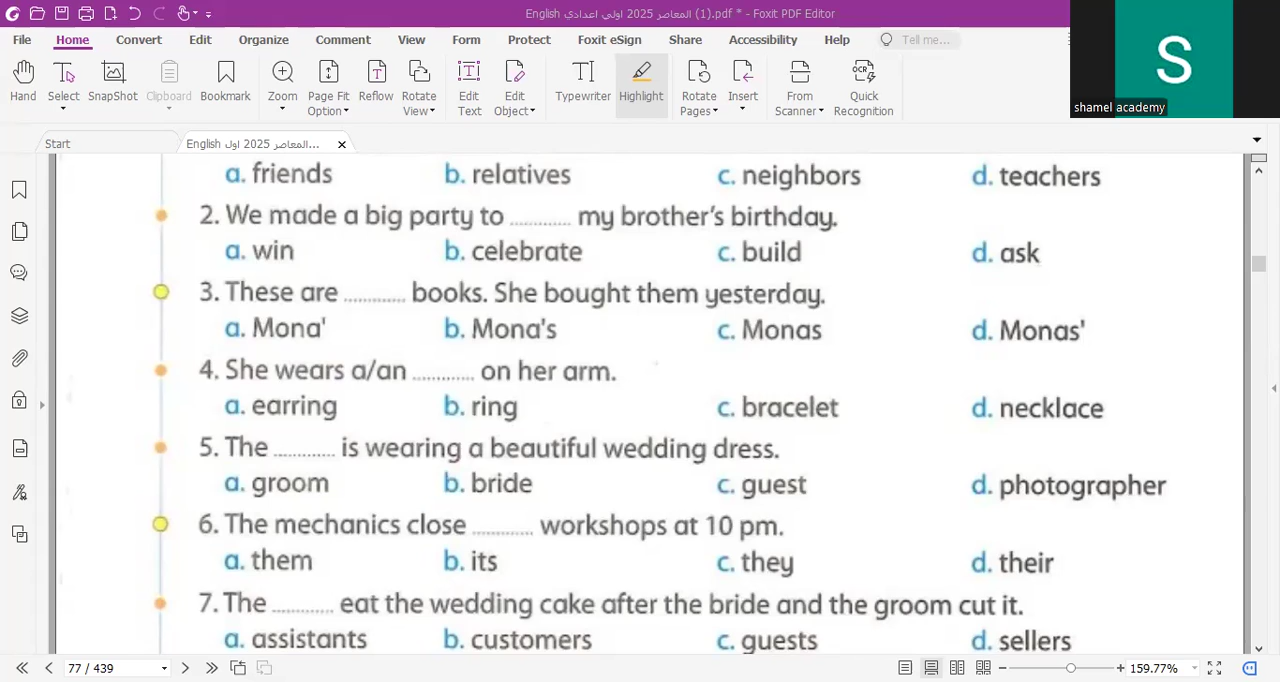 English المعاصر 2025 اولي اعدادي (1).pdf * - Foxit PDF Editor
File Home Convert Edit Organize Comment View Form Protect Foxit eSign Share Accessibility Help Tell me...
Hand Select SnapShot Clipboard Bookmark Zoom Page Fit Option Reflow Rotate View Edit Text Edit Object Typewriter Highlight Rotate Pages Insert From Scanner Quick Recognition
OCR
S
shamel academy
Start English المعاصر 2025 اول...
a. friends b. relatives c. neighbors d. teachers
2. We made a big party to ............ my brother's birthday.
a. win b. celebrate c. build d. ask
3. These are ............ books. She bought them yesterday.
a. Mona' b. Mona's c. Monas d. Monas'
4. She wears a/an ............ on her arm.
a. earring b. ring c. bracelet d. necklace
5. The ............ is wearing a beautiful wedding dress.
a. groom b. bride c. guest d. photographer
6. The mechanics close ............ workshops at 10 pm.
a. them b. its c. they d. their
7. The ............ eat the wedding cake after the bride and the groom cut it.
a. assistants b. customers c. guests d. sellers
77 / 439 159.77%